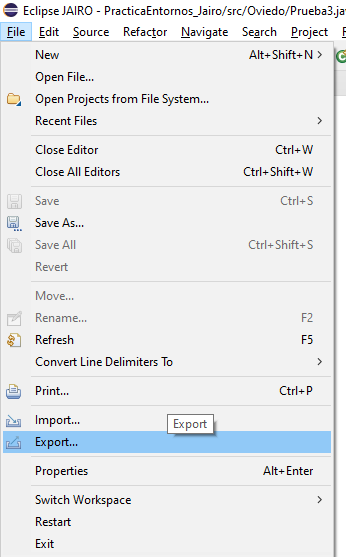 Eclipse JAIRO - PracticaEntornos_Jairo/src/Oviedo/Prueba3.ja
File Edit Source Refactor Navigate Search Project
New Alt+Shift+N >
Open File...
Open Projects from File System...
Recent Files >
Close Editor Ctrl+W
Close All Editors Ctrl+Shift+W
Save Ctrl+S
Save As...
Save All Ctrl+Shift+S
Revert
Move...
Rename... F2
Refresh F5
Convert Line Delimiters To >
Print... Ctrl+P
Import...
Export
Export...
Properties Alt+Enter
Switch Workspace >
Restart
Exit